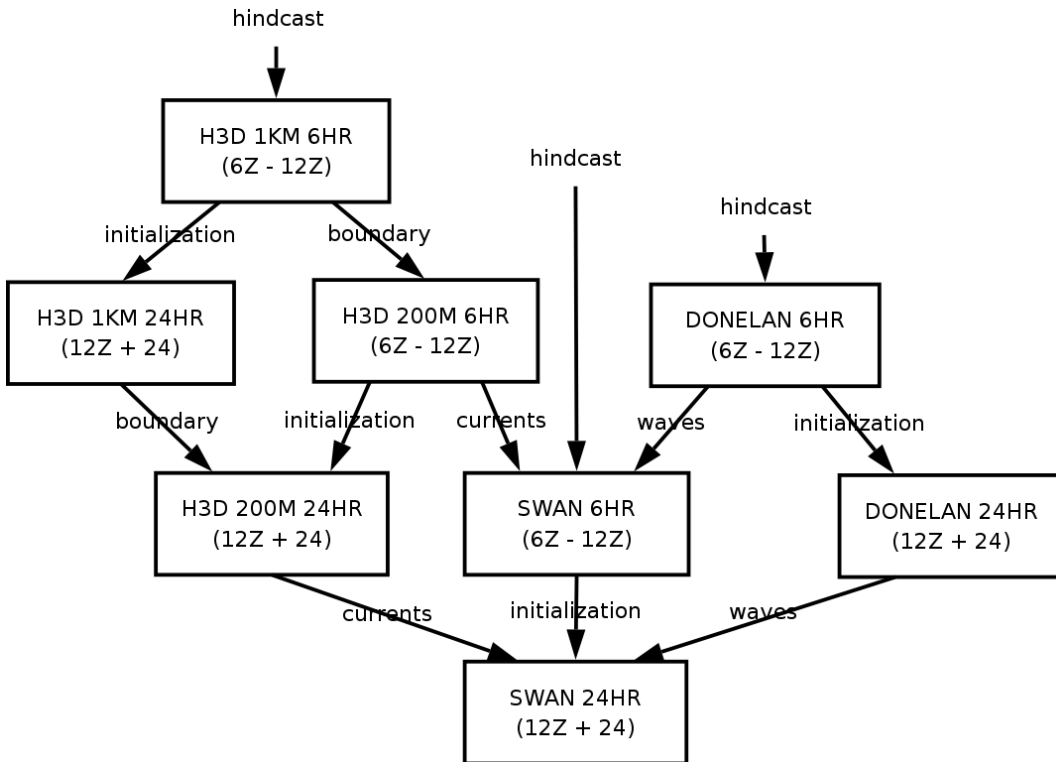 hindcast
H3D 1KM 6HR
(6Z - 12Z)
hindcast
hindcast
initialization
boundary
H3D 1KM 24HR
(12Z + 24)
H3D 200M 6HR
(6Z - 12Z)
DONELAN 6HR
(6Z - 12Z)
boundary
initialization
currents
waves
initialization
H3D 200M 24HR
(12Z + 24)
SWAN 6HR
(6Z - 12Z)
DONELAN 24HR
(12Z + 24)
currents
initialization
waves
SWAN 24HR
(12Z + 24)